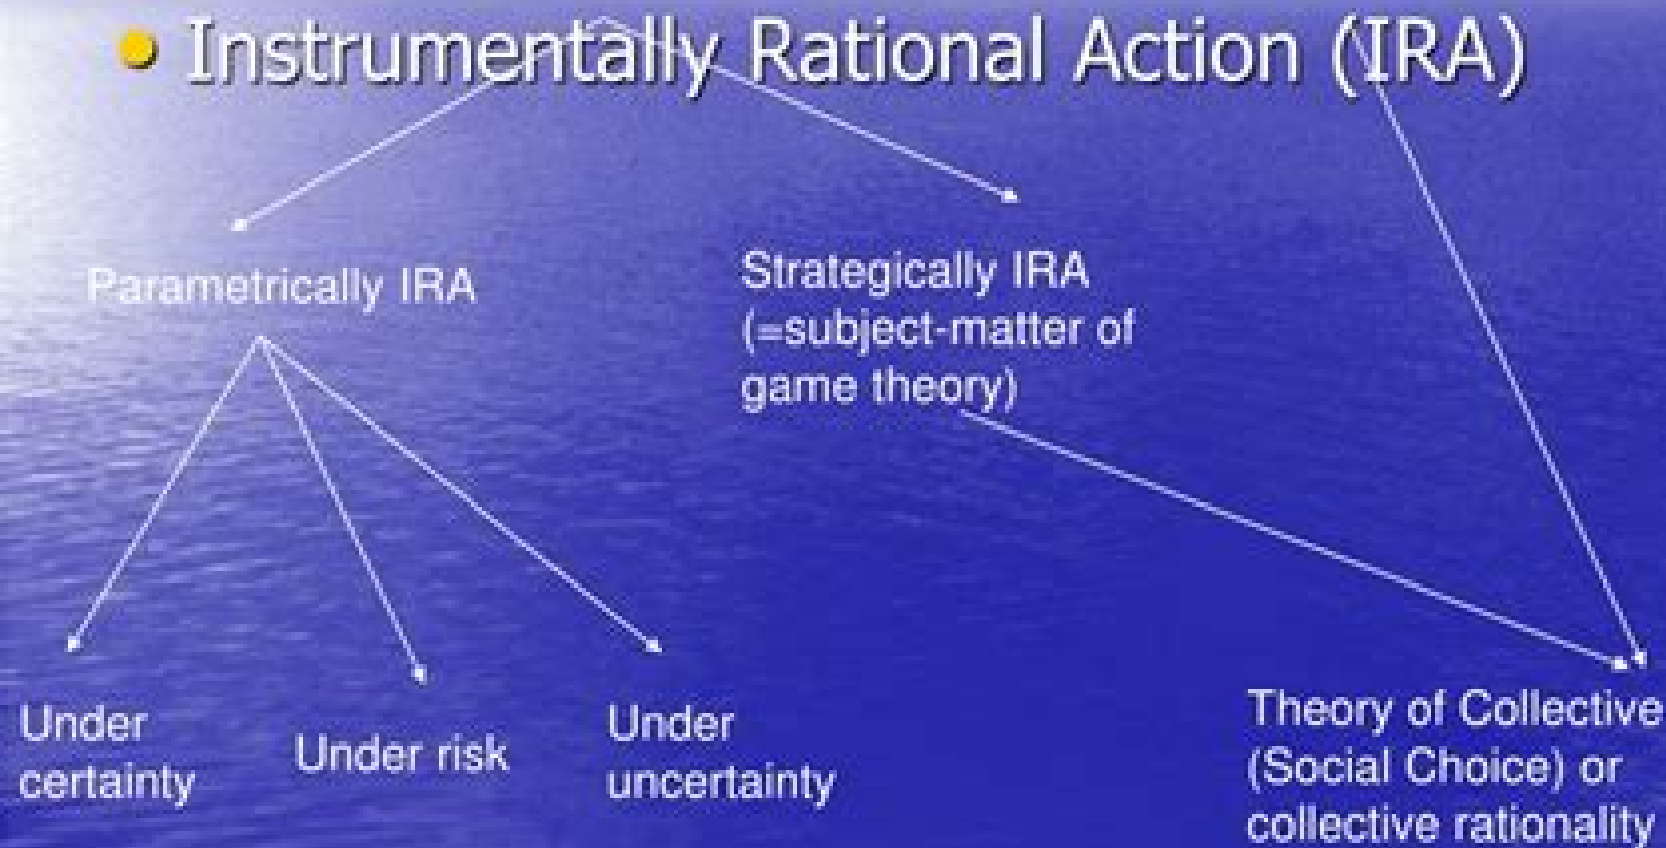 • Instrumentally Rational Action (IRA)
Parametrically IRA
Strategically IRA
(=subject-matter of
game theory)
Under
certainty
Under risk
Under
uncertainty
Theory of Collective
(Social Choice) or
collective rationality